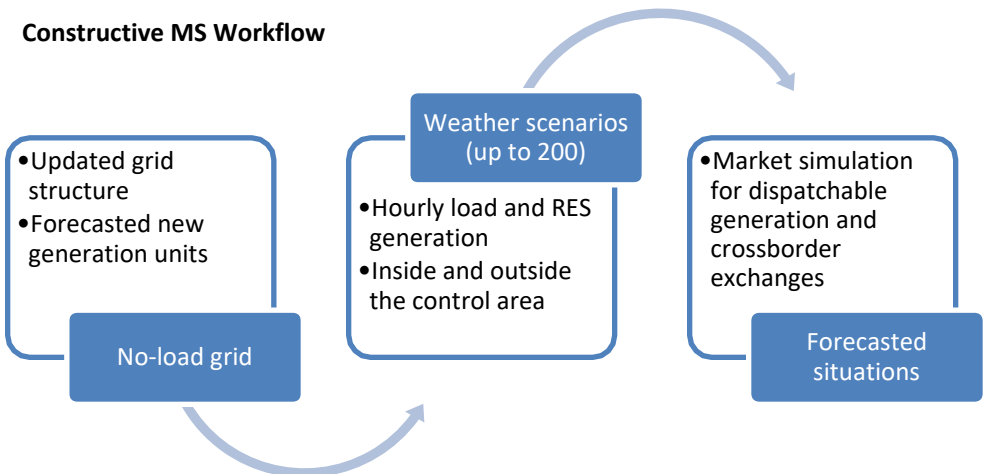 Constructive MS Workflow
•Updated grid
structure
•Forecasted new
generation units
No-load grid
Weather scenarios
(up to 200)
•Hourly load and RES
generation
•Inside and outside
the control area
•Market simulation
for dispatchable
generation and
crossborder
exchanges
Forecasted
situations